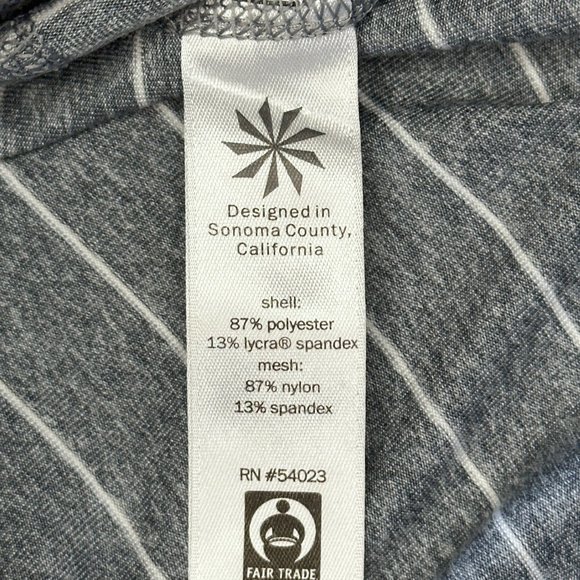 Designed in
Sonoma County,
California
shell:
87% polyester
13% lycra® spandex
mesh:
87% nylon
13% spandex
RN #54023
FAIR TRADE